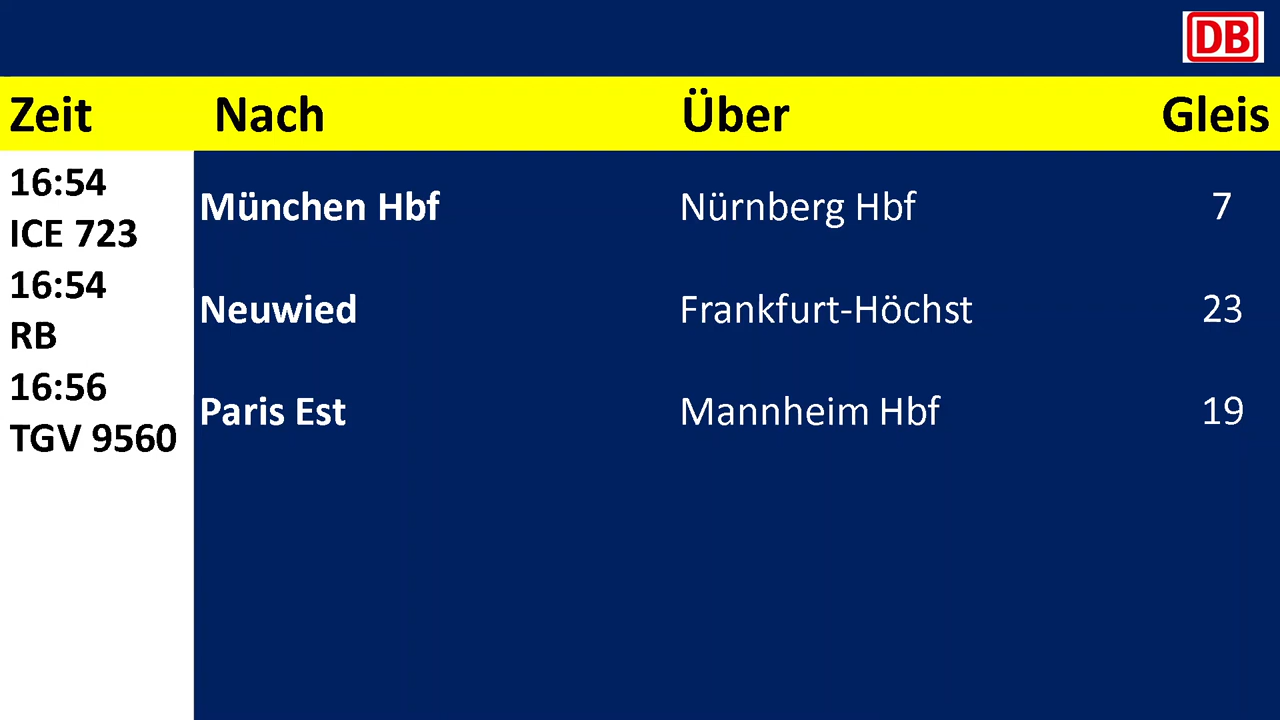 DB
Zeit Nach Über Gleis
16:54
ICE 723 München Hbf Nürnberg Hbf 7
16:54
RB Neuwied Frankfurt-Höchst 23
16:56
TGV 9560 Paris Est Mannheim Hbf 19